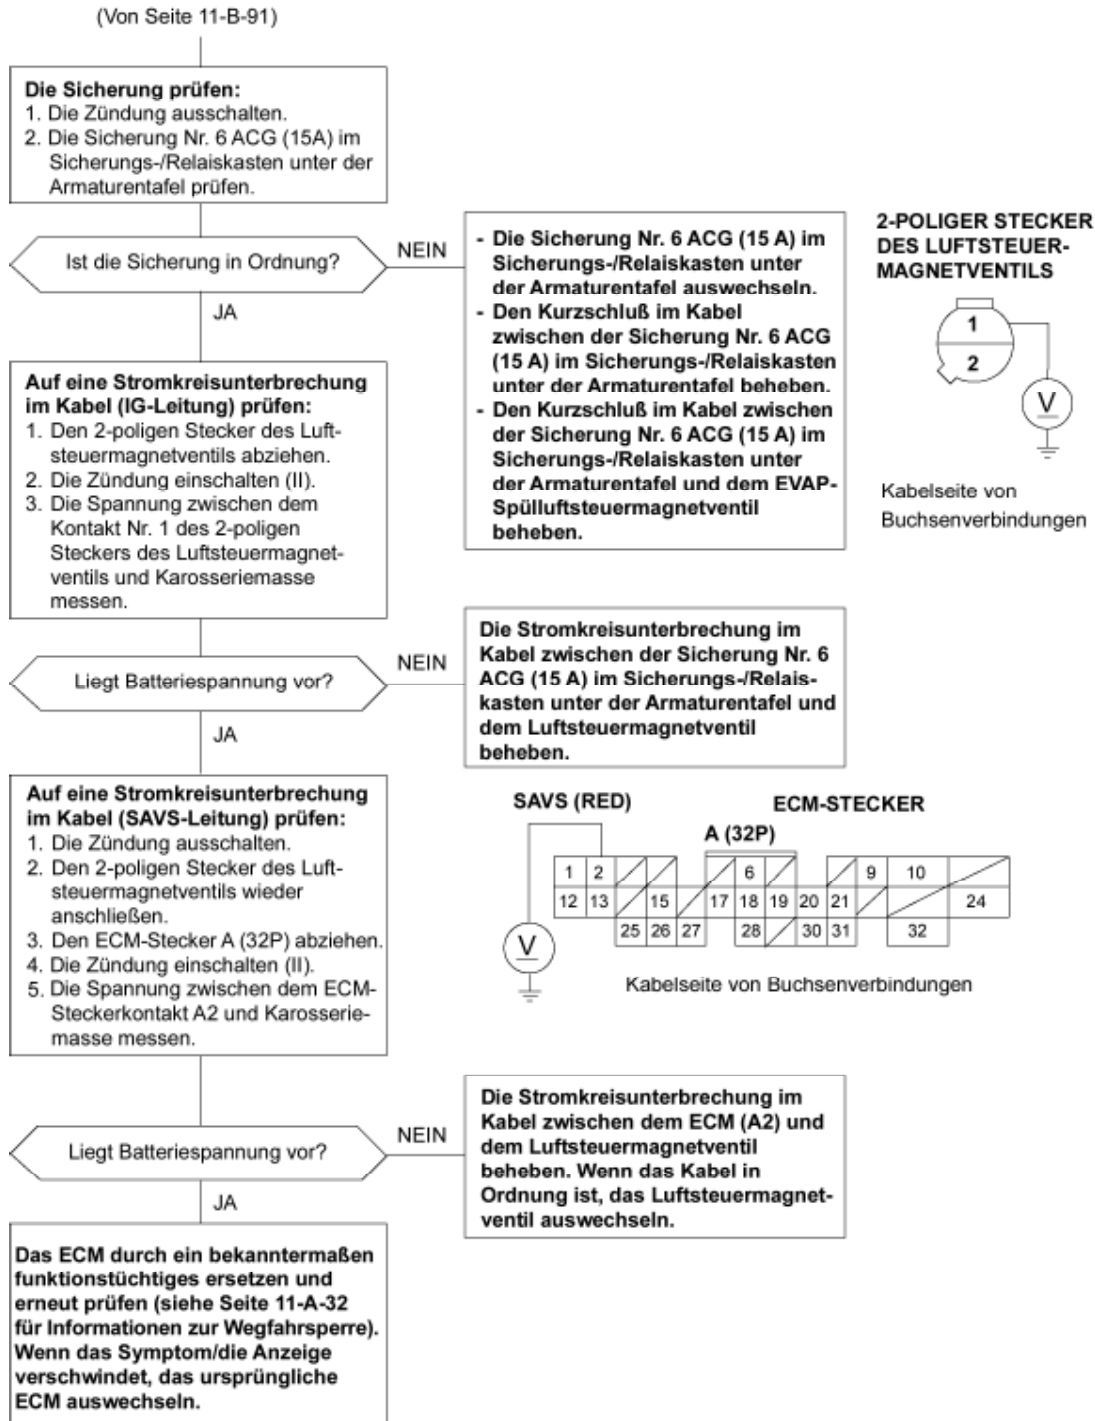 (Von Seite 11-B-91)
Die Sicherung prüfen:
1. Die Zündung ausschalten.
2. Die Sicherung Nr. 6 ACG (15A) im
Sicherungs-/Relaiskasten unter der
Armaturentafel prüfen.
Ist die Sicherung in Ordnung?
NEIN
- Die Sicherung Nr. 6 ACG (15 A) im
Sicherungs-/Relaiskasten unter
der Armaturentafel auswechseln.
- Den Kurzschluß im Kabel
zwischen der Sicherung Nr. 6 ACG
(15 A) im Sicherungs-/Relaiskasten
unter der Armaturentafel beheben.
- Den Kurzschluß im Kabel zwischen
der Sicherung Nr. 6 ACG (15 A) im
Sicherungs-/Relaiskasten unter
der Armaturentafel und dem EVAP-
Spülluftsteuermagnetventil
beheben.
2-POLIGER STECKER
DES LUFTSTEUER-
MAGNETVENTILS
1
2
V
Kabelseite von
Buchsenverbindungen
JA
Auf eine Stromkreisunterbrechung
im Kabel (IG-Leitung) prüfen:
1. Den 2-poligen Stecker des Luft-
steuermagnetventils abziehen.
2. Die Zündung einschalten (II).
3. Die Spannung zwischen dem
Kontakt Nr. 1 des 2-poligen
Steckers des Luftsteuermagnet-
ventils und Karosseriemasse
messen.
Liegt Batteriespannung vor?
NEIN
Die Stromkreisunterbrechung im
Kabel zwischen der Sicherung Nr. 6
ACG (15 A) im Sicherungs-/Relais-
kasten unter der Armaturentafel und
dem Luftsteuermagnetventil
beheben.
JA
Auf eine Stromkreisunterbrechung
im Kabel (SAVS-Leitung) prüfen:
1. Die Zündung ausschalten.
2. Den 2-poligen Stecker des Luft-
steuermagnetventils wieder
anschließen.
3. Den ECM-Stecker A (32P) abziehen.
4. Die Zündung einschalten (II).
5. Die Spannung zwischen dem ECM-
Steckerkontakt A2 und Karosserie-
masse messen.
SAVS (RED) ECM-STECKER
A (32P)
1 2 6 9 10
12 13 15 17 18 19 20 21 24
25 26 27 28 30 31 32
V
Kabelseite von Buchsenverbindungen
Liegt Batteriespannung vor?
NEIN
Die Stromkreisunterbrechung im
Kabel zwischen dem ECM (A2) und
dem Luftsteuermagnetventil
beheben. Wenn das Kabel in
Ordnung ist, das Luftsteuermagnet-
ventil auswechseln.
JA
Das ECM durch ein bekanntermaßen
funktionstüchtiges ersetzen und
erneut prüfen (siehe Seite 11-A-32
für Informationen zur Wegfahrsperre).
Wenn das Symptom/die Anzeige
verschwindet, das ursprüngliche
ECM auswechseln.